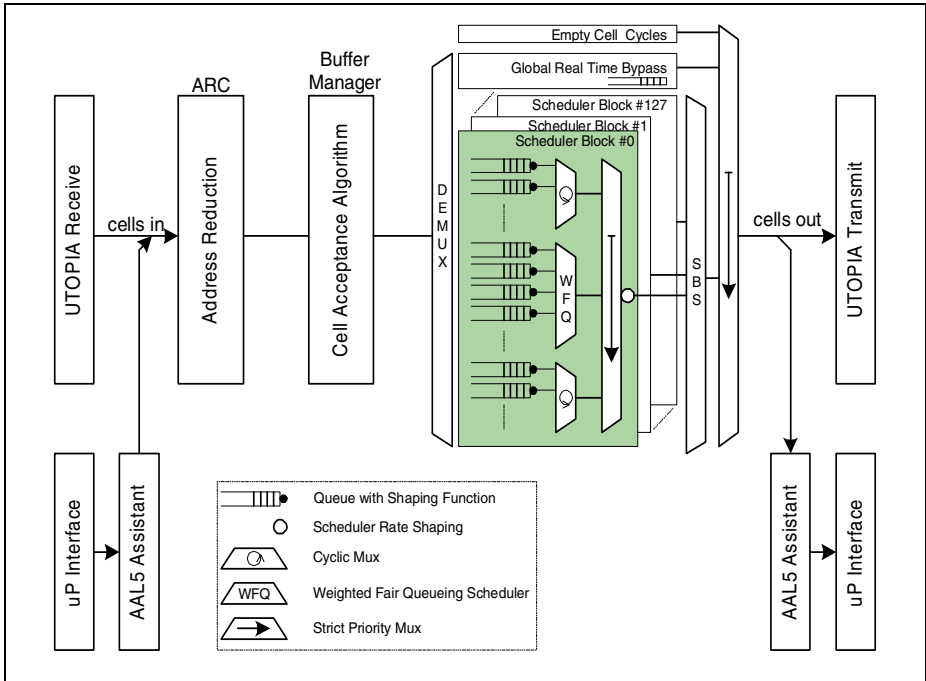 Empty Cell Cycles
Global Real Time Bypass
Buffer
Manager
ARC
Scheduler Block #127
Scheduler Block #1
Scheduler Block #0
UTOPIA Receive
cells in
Address Reduction
Cell Acceptance Algorithm
DEMUX
WFQ
SBS
cells out
UTOPIA Transmit
uP Interface
AAL5 Assistant
Queue with Shaping Function
Scheduler Rate Shaping
Cyclic Mux
WFQ Weighted Fair Queueing Scheduler
Strict Priority Mux
AAL5 Assistant
uP Interface